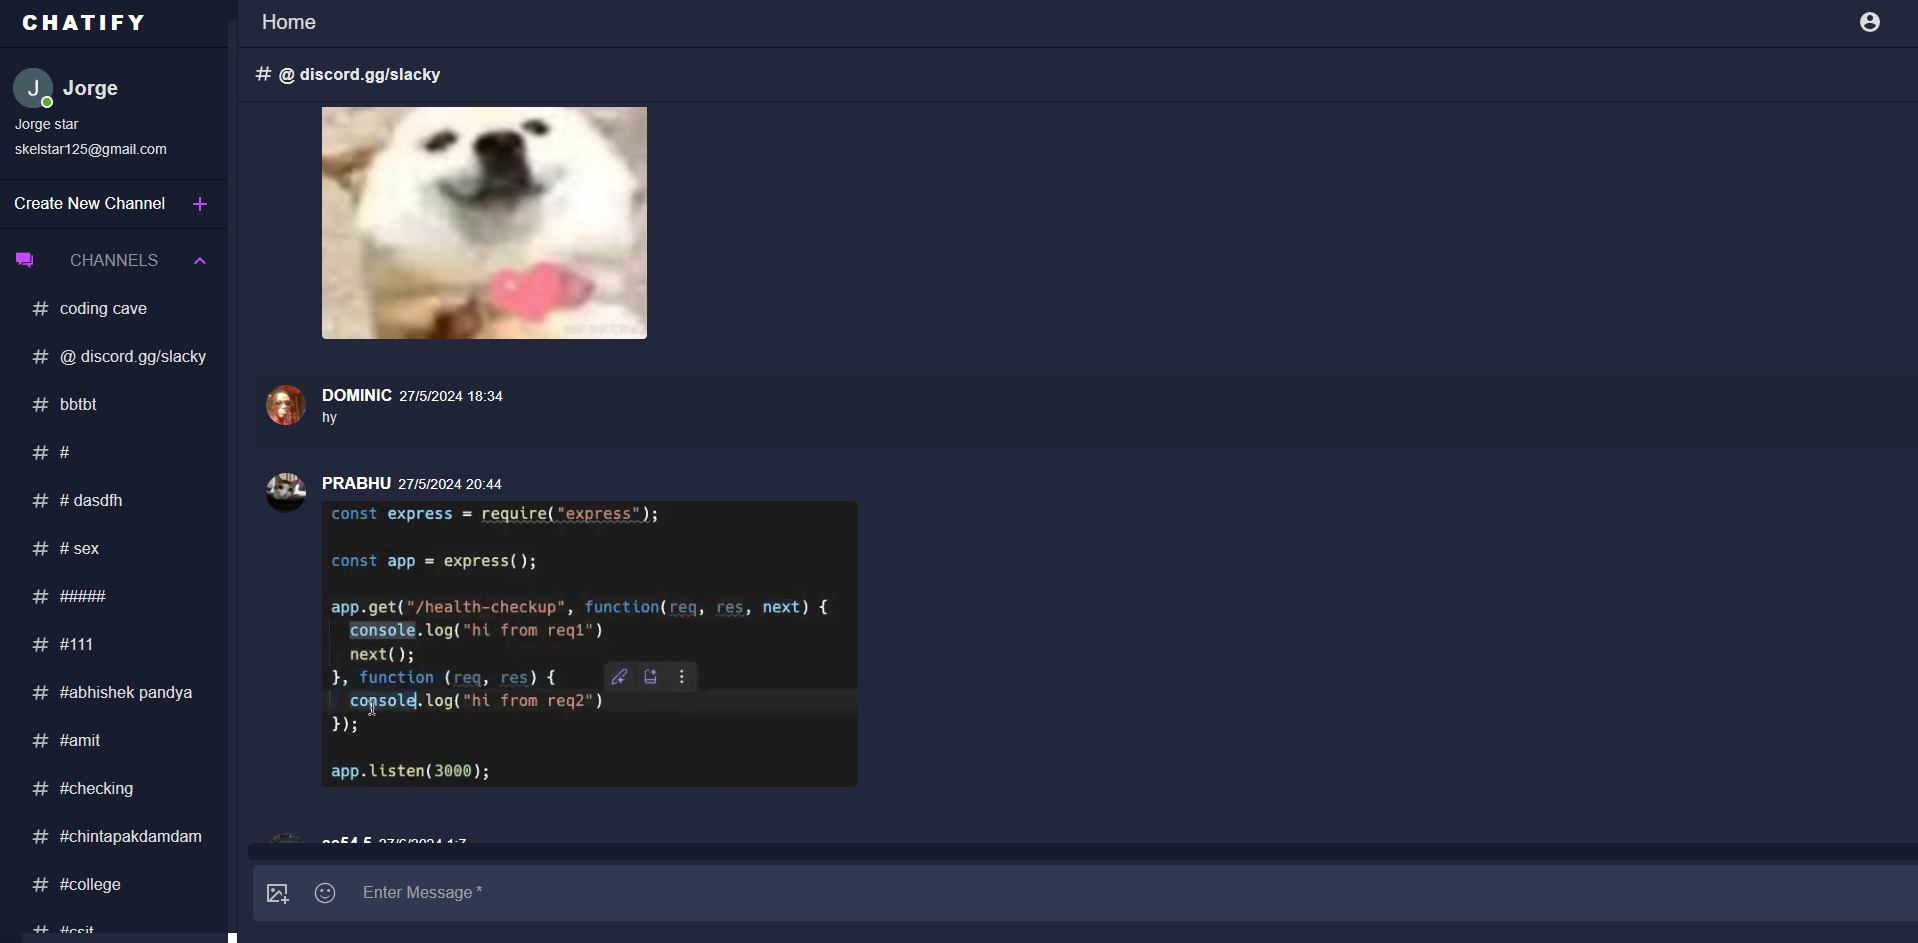 CHATIFY
Home
J
Jorge
Jorge star
skelstar125@gmail.com
Create New Channel
CHANNELS
# coding cave
# @ discord.gg/slacky
# bbtbt
# #
# # dasdfh
# # sex
# #####
# #111
# #abhishek pandya
# #amit
# #checking
# #chintapakdamdam
# #college
# #csit
# @ discord.gg/slacky
DOMINIC 27/5/2024 18:34
hy
PRABHU 27/5/2024 20:44
const express = require("express");
const app = express();
app.get("/health-checkup", function(req, res, next) {
console.log("hi from req1")
next();
}, function (req, res) {
console.log("hi from req2")
});
app.listen(3000);
Enter Message *